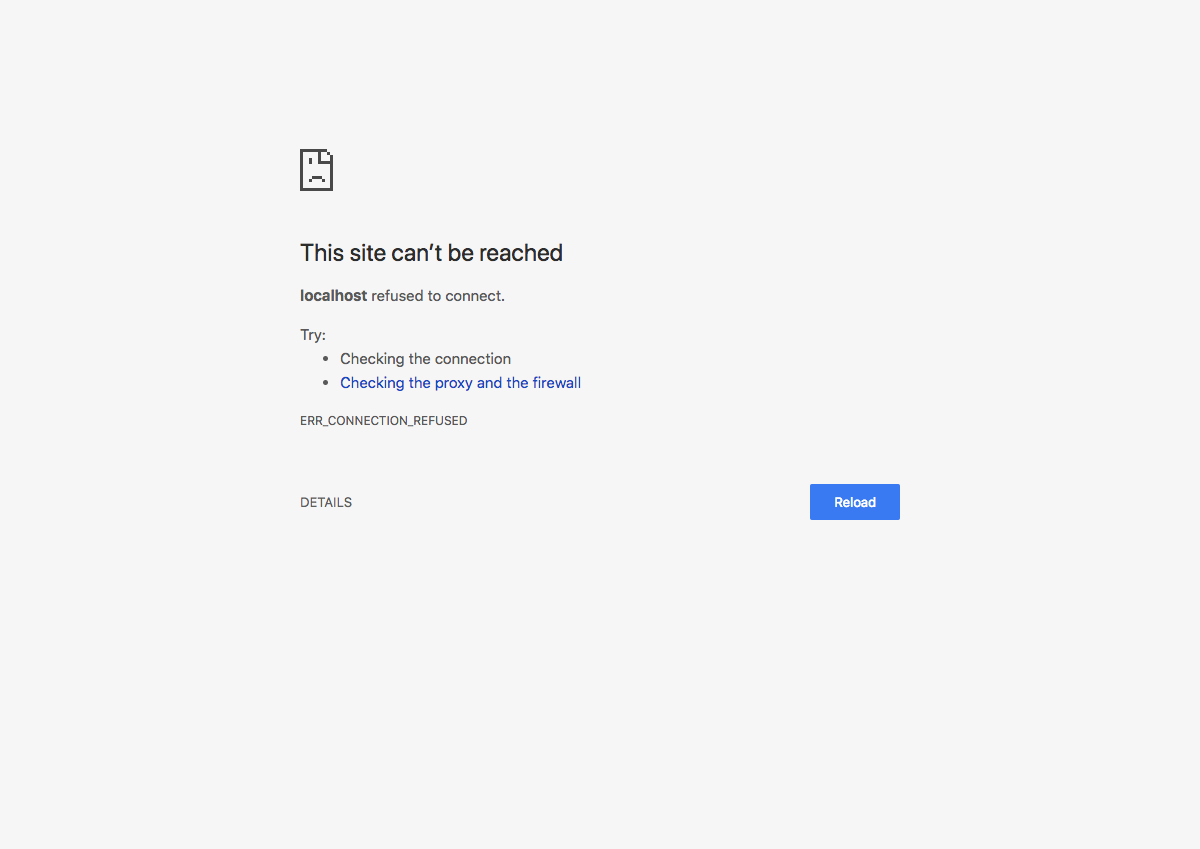 This site can’t be reached
localhost refused to connect.
Try:
• Checking the connection
• Checking the proxy and the firewall
ERR_CONNECTION_REFUSED
DETAILS
Reload